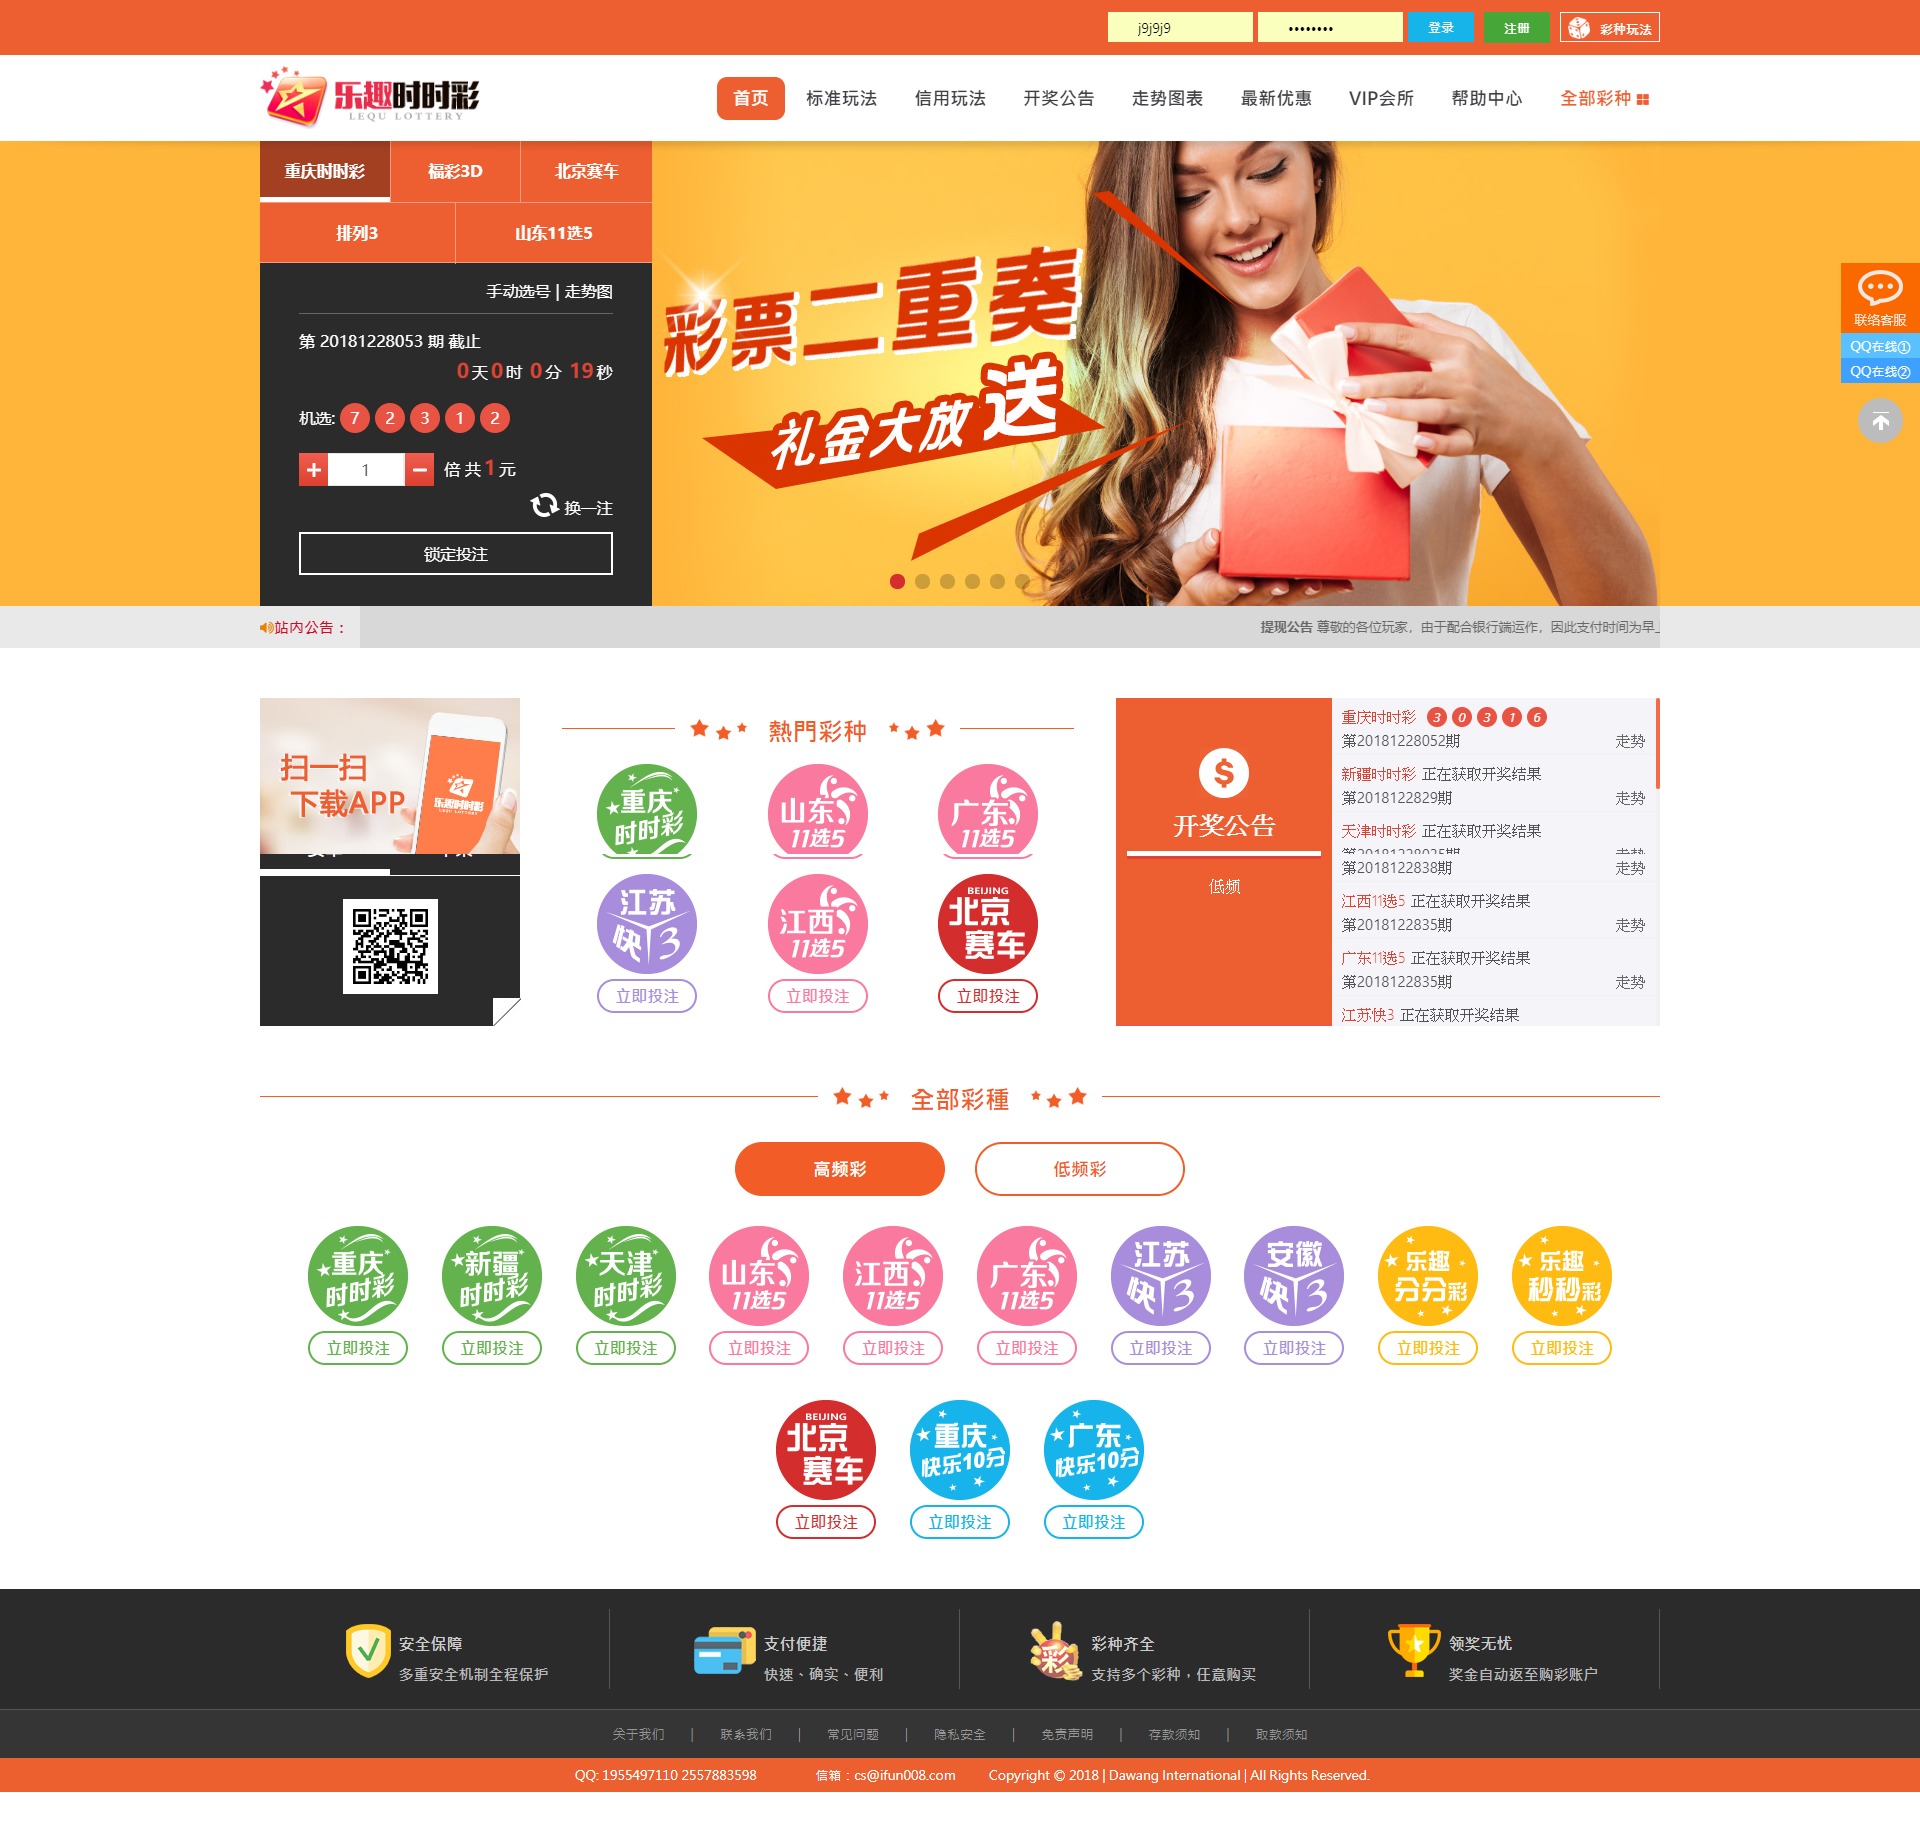 j9j9j9 •••••••• 登录 注册 彩种玩法
乐趣时时彩
LEQU LOTTERY
首页 标准玩法 信用玩法 开奖公告 走势图表 最新优惠 VIP会所 帮助中心 全部彩种
重庆时时彩 福彩3D 北京赛车
排列3 山东11选5
手动选号 | 走势图
第 20181228053 期 截止
0天0时 0分 19秒
机选: 7 2 3 1 2
+ 1 − 倍 共1元
换一注
锁定投注
彩票二重奏
礼金大放送
联络客服
QQ在线①
QQ在线②
站内公告：
提现公告 尊敬的各位玩家，由于配合银行端运作，因此支付时间为早
扫一扫
下载APP
乐趣时时彩
熱門彩种
重庆时时彩 山东11选5 广东11选5
江苏快3 江西11选5 BEIJING北京赛车
立即投注 立即投注 立即投注
开奖公告
低频
重庆时时彩 3 0 3 1 6
第20181228052期 走势
新疆时时彩 正在获取开奖结果
第2018122829期 走势
天津时时彩 正在获取开奖结果
第2018122838期 走势
江西11选5 正在获取开奖结果
第2018122835期 走势
广东11选5 正在获取开奖结果
第2018122835期 走势
江苏快3 正在获取开奖结果
全部彩種
高频彩 低频彩
重庆时时彩 新疆时时彩 天津时时彩 山东11选5 江西11选5 广东11选5 江苏快3 安徽快3 乐趣分分彩 乐趣秒秒彩
立即投注 立即投注 立即投注 立即投注 立即投注 立即投注 立即投注 立即投注 立即投注 立即投注
BEIJING北京赛车 重庆快乐10分 广东快乐10分
立即投注 立即投注 立即投注
安全保障 支付便捷 彩种齐全 领奖无忧
多重安全机制全程保护 快速、确实、便利 支持多个彩种，任意购买 奖金自动返至购彩账户
关于我们 | 联系我们 | 常见问题 | 隐私安全 | 免责声明 | 存款须知 | 取款须知
QQ: 1955497110 2557883598 信箱：cs@ifun008.com Copyright © 2018 | Dawang International | All Rights Reserved.